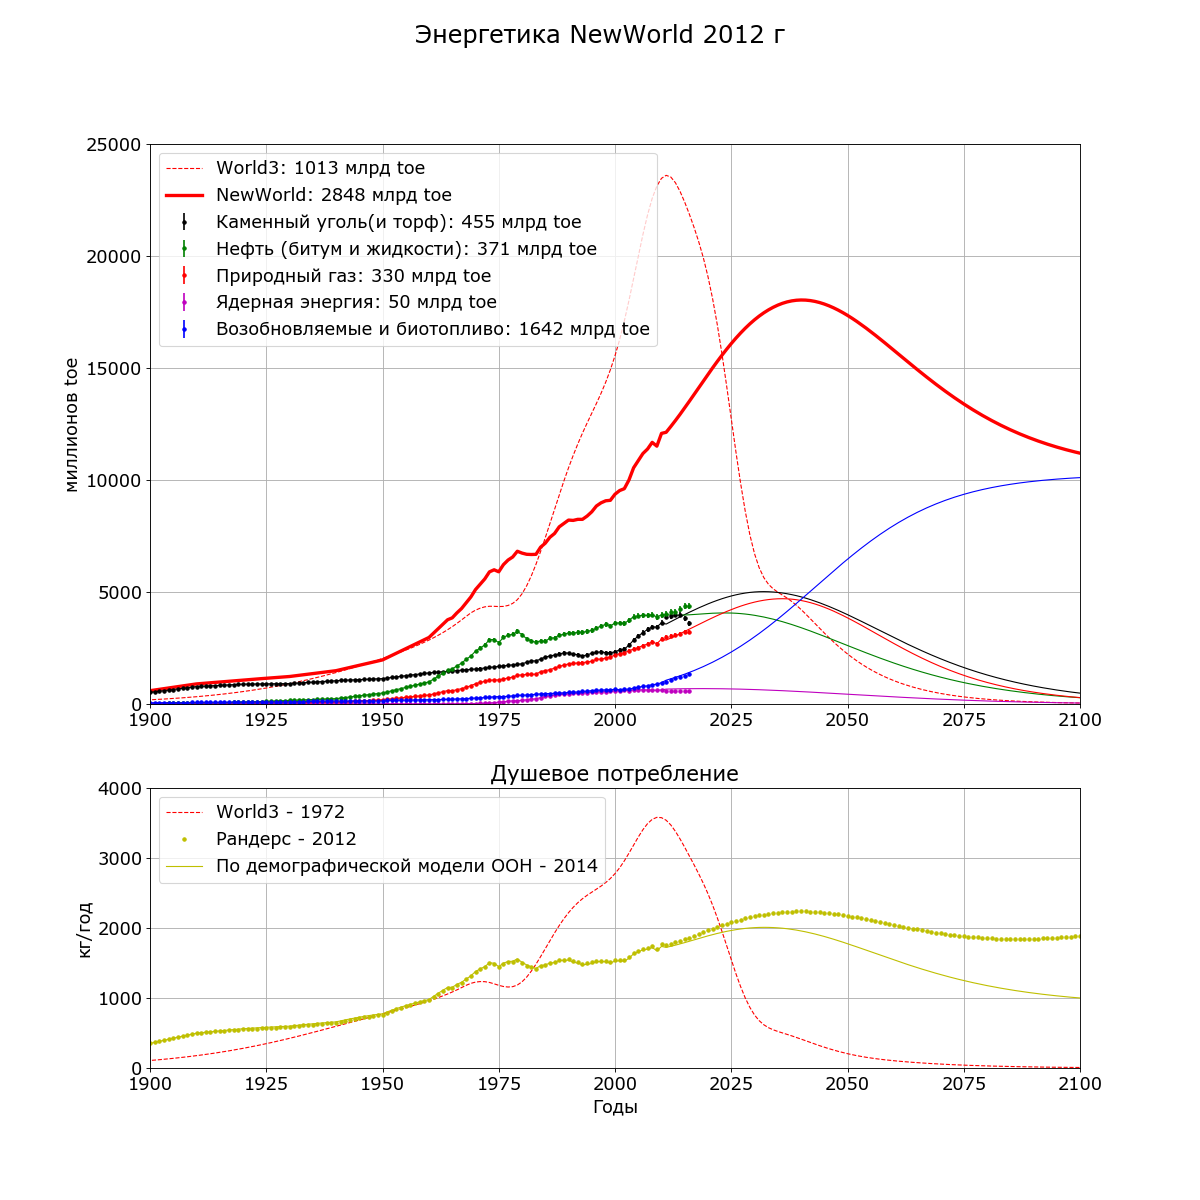 Энергетика NewWorld 2012 г
25000
20000
15000
10000
5000
0
миллионов toe
World3: 1013 млрд toe
NewWorld: 2848 млрд toe
Каменный уголь(и торф): 455 млрд toe
Нефть (битум и жидкости): 371 млрд toe
Природный газ: 330 млрд toe
Ядерная энергия: 50 млрд toe
Возобновляемые и биотопливо: 1642 млрд toe
1900 1925 1950 1975 2000 2025 2050 2075 2100
Душевое потребление
4000
3000
2000
1000
0
кг/год
World3 - 1972
Рандерс - 2012
По демографической модели ООН - 2014
1900 1925 1950 1975 2000 2025 2050 2075 2100
Годы